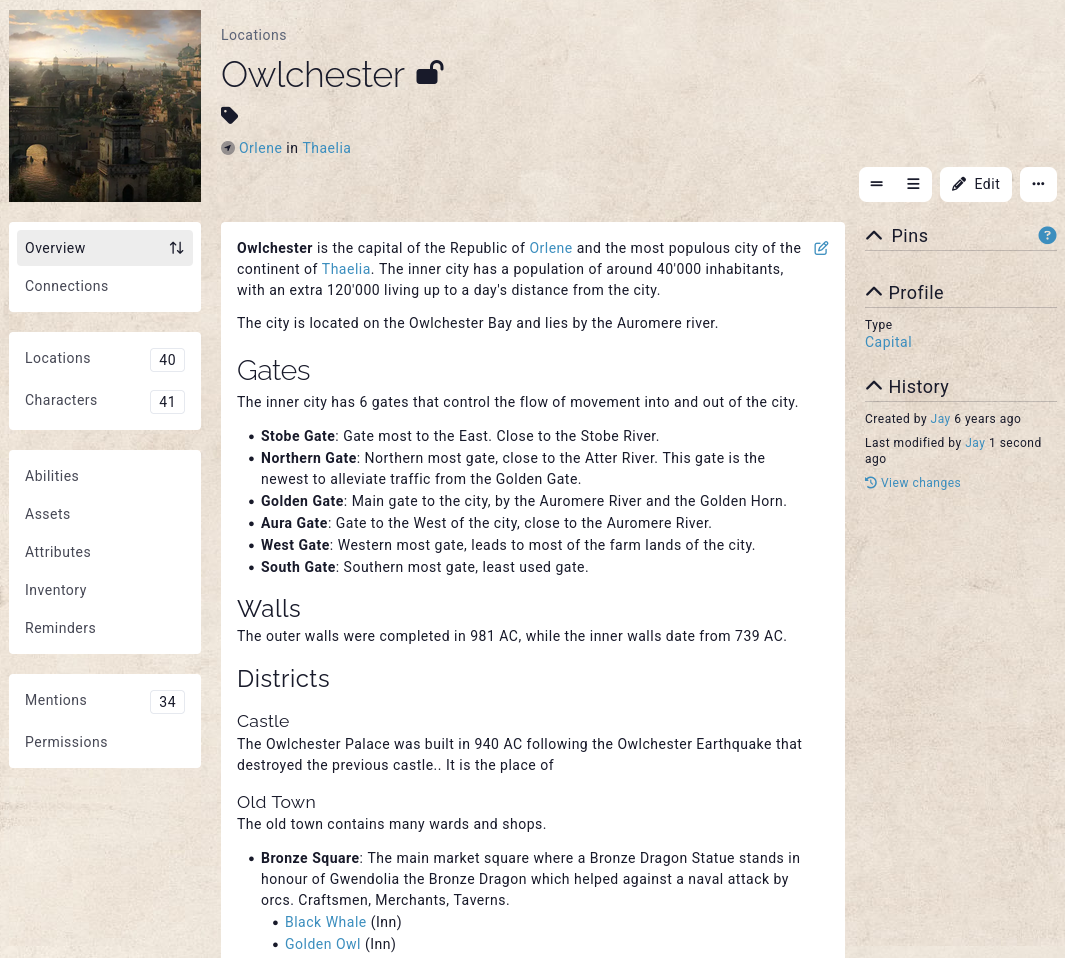 Locations
Owlchester
Orlene in Thaelia
Edit
Overview
Connections
Locations 40
Characters 41
Abilities
Assets
Attributes
Inventory
Reminders
Mentions 34
Permissions
Owlchester is the capital of the Republic of Orlene and the most populous city of the
continent of Thaelia. The inner city has a population of around 40'000 inhabitants,
with an extra 120'000 living up to a day's distance from the city.
The city is located on the Owlchester Bay and lies by the Auromere river.
Gates
The inner city has 6 gates that control the flow of movement into and out of the city.
• Stobe Gate: Gate most to the East. Close to the Stobe River.
• Northern Gate: Northern most gate, close to the Atter River. This gate is the
newest to alleviate traffic from the Golden Gate.
• Golden Gate: Main gate to the city, by the Auromere River and the Golden Horn.
• Aura Gate: Gate to the West of the city, close to the Auromere River.
• West Gate: Western most gate, leads to most of the farm lands of the city.
• South Gate: Southern most gate, least used gate.
Walls
The outer walls were completed in 981 AC, while the inner walls date from 739 AC.
Districts
Castle
The Owlchester Palace was built in 940 AC following the Owlchester Earthquake that
destroyed the previous castle.. It is the place of
Old Town
The old town contains many wards and shops.
• Bronze Square: The main market square where a Bronze Dragon Statue stands in
honour of Gwendolia the Bronze Dragon which helped against a naval attack by
orcs. Craftsmen, Merchants, Taverns.
• Black Whale (Inn)
• Golden Owl (Inn)
Pins
?
Profile
Type
Capital
History
Created by Jay 6 years ago
Last modified by Jay 1 second
ago
View changes